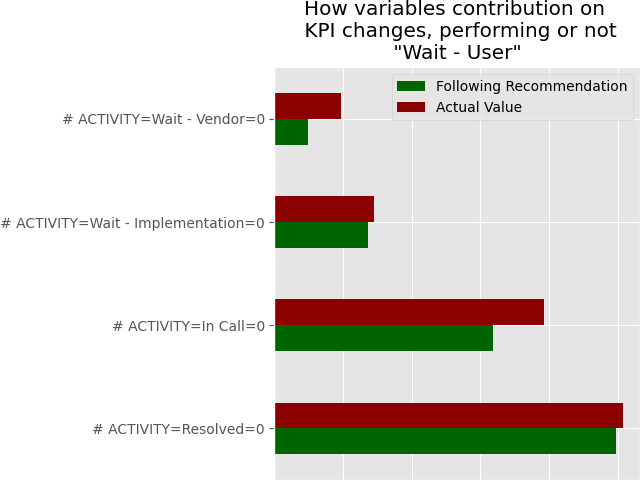 How variables contribution on
KPI changes, performing or not
"Wait - User"
Following Recommendation
Actual Value
# ACTIVITY=Wait - Vendor=0
# ACTIVITY=Wait - Implementation=0
# ACTIVITY=In Call=0
# ACTIVITY=Resolved=0